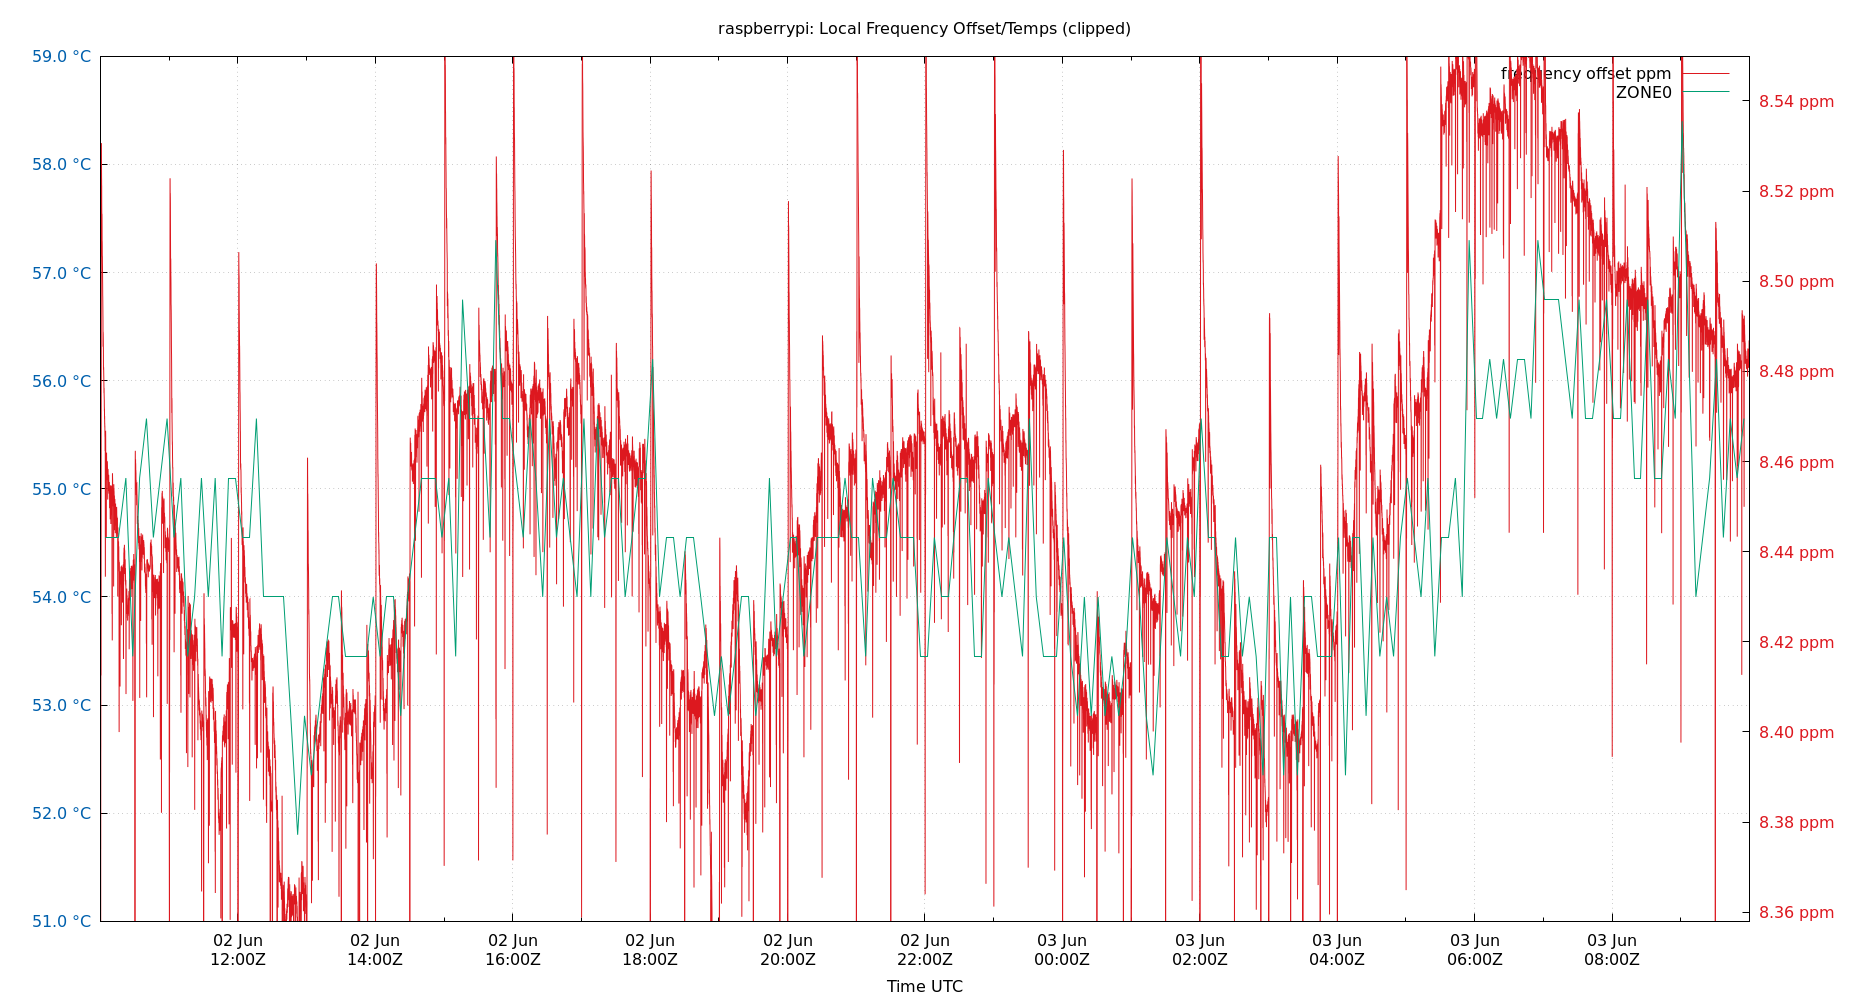 raspberrypi: Local Frequency Offset/Temps (clipped)
59.0 °C
58.0 °C
57.0 °C
56.0 °C
55.0 °C
54.0 °C
53.0 °C
52.0 °C
51.0 °C
frequency offset ppm
ZONE0
8.54 ppm
8.52 ppm
8.50 ppm
8.48 ppm
8.46 ppm
8.44 ppm
8.42 ppm
8.40 ppm
8.38 ppm
8.36 ppm
02 Jun 02 Jun 02 Jun 02 Jun 02 Jun 02 Jun 03 Jun 03 Jun 03 Jun 03 Jun 03 Jun
12:00Z 14:00Z 16:00Z 18:00Z 20:00Z 22:00Z 00:00Z 02:00Z 04:00Z 06:00Z 08:00Z
Time UTC